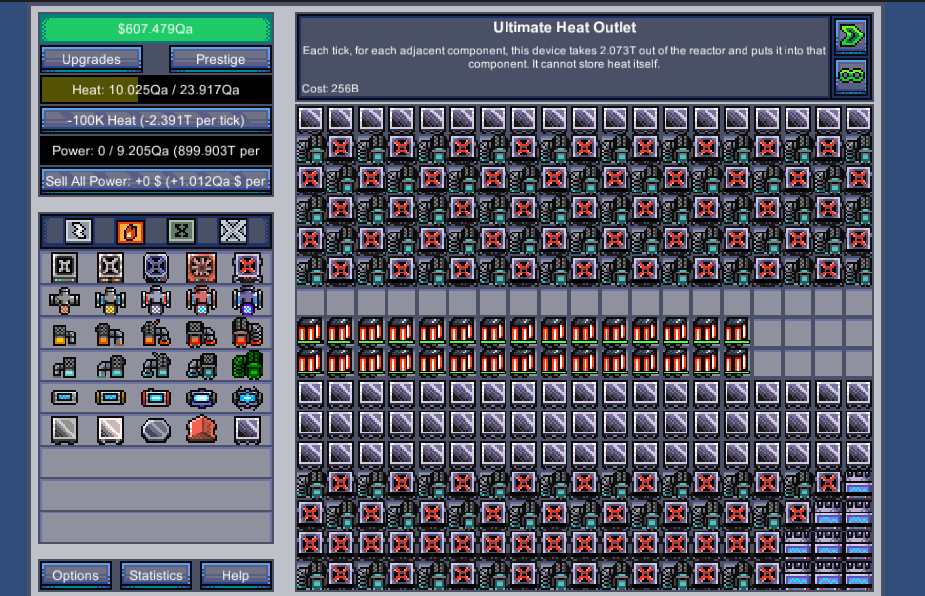 $607.479Qa
Upgrades
Prestige
Heat: 10.025Qa / 23.917Qa
-100K Heat (-2.391T per tick)
Power: 0 / 9.205Qa (899.903T per
Sell All Power: +0 $ (+1.012Qa $ per
Options
Statistics
Help
Ultimate Heat Outlet
Each tick, for each adjacent component, this device takes 2.073T out of the reactor and puts it into that
component. It cannot store heat itself.
Cost: 256B